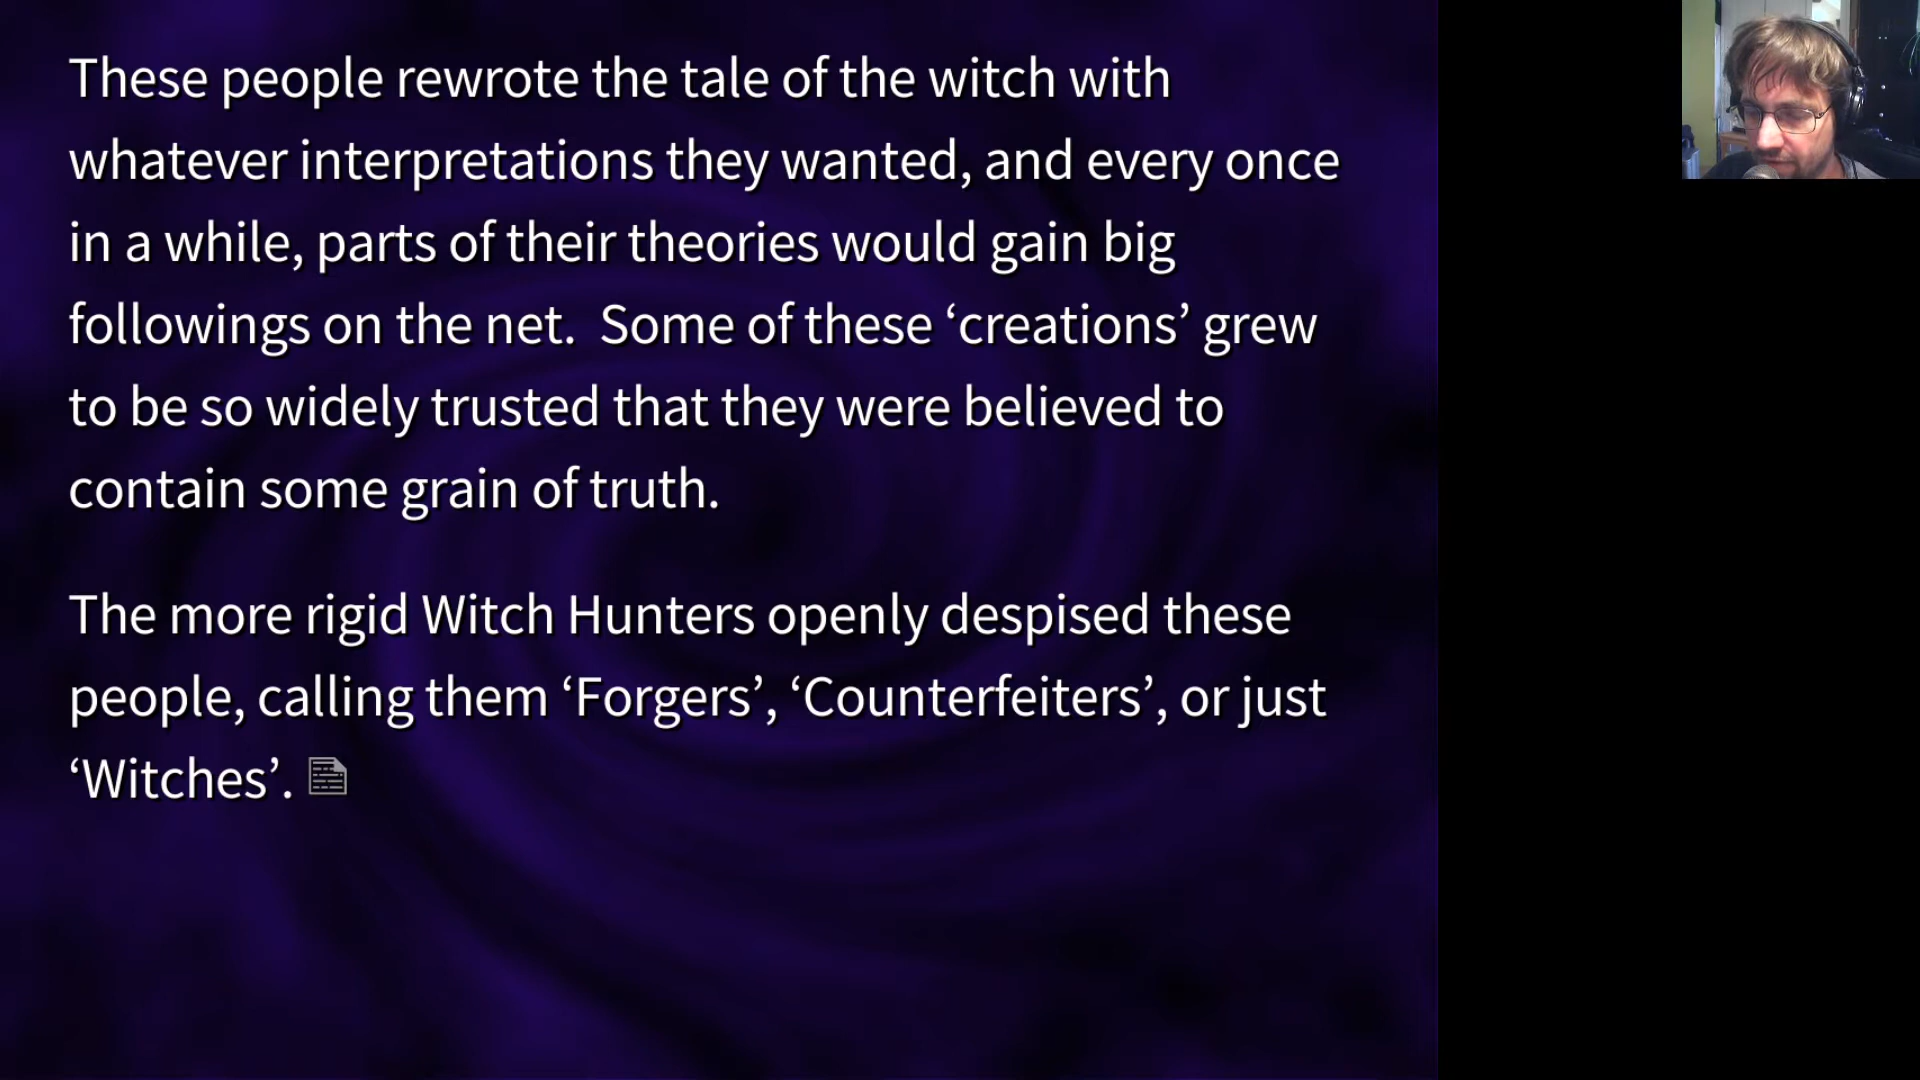 These people rewrote the tale of the witch with
whatever interpretations they wanted, and every once
in a while, parts of their theories would gain big
followings on the net.  Some of these ‘creations’ grew
to be so widely trusted that they were believed to
contain some grain of truth.
The more rigid Witch Hunters openly despised these
people, calling them ‘Forgers’, ‘Counterfeiters’, or just
‘Witches’.